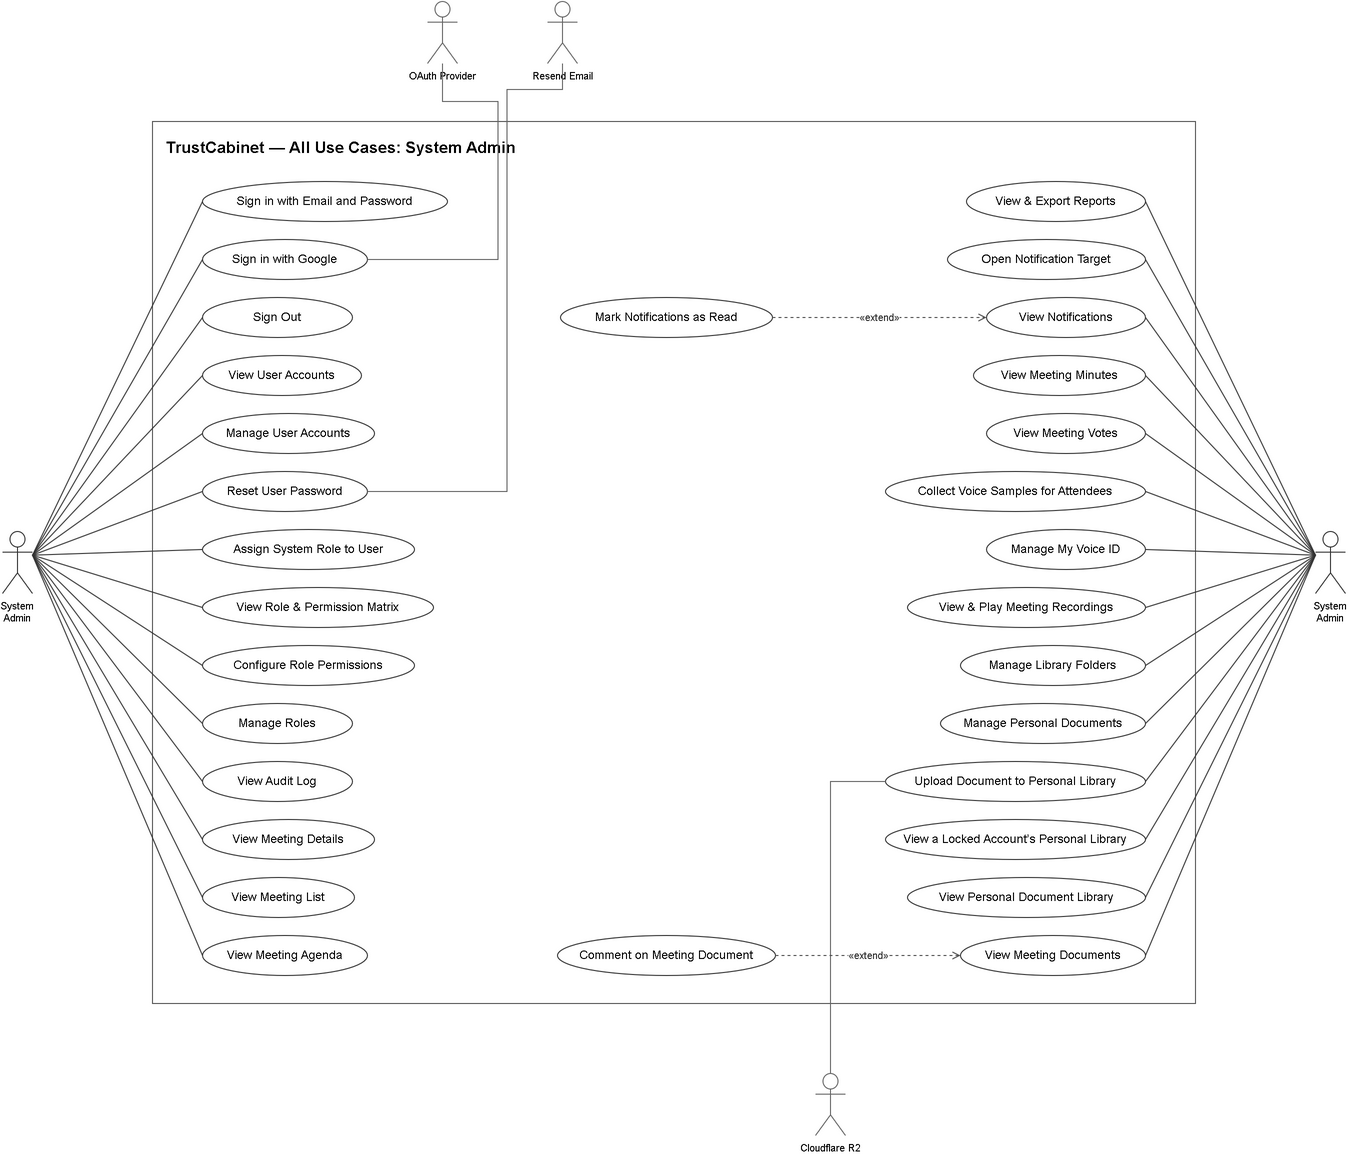 OAuth Provider
Resend Email
TrustCabinet — All Use Cases: System Admin
Sign in with Email and Password
Sign in with Google
Sign Out
View User Accounts
Manage User Accounts
Reset User Password
Assign System Role to User
View Role & Permission Matrix
Configure Role Permissions
Manage Roles
View Audit Log
View Meeting Details
View Meeting List
View Meeting Agenda
System
Admin
Mark Notifications as Read
«extend»
Comment on Meeting Document
«extend»
View & Export Reports
Open Notification Target
View Notifications
View Meeting Minutes
View Meeting Votes
Collect Voice Samples for Attendees
Manage My Voice ID
View & Play Meeting Recordings
Manage Library Folders
Manage Personal Documents
Upload Document to Personal Library
View a Locked Account's Personal Library
View Personal Document Library
View Meeting Documents
System
Admin
Cloudflare R2